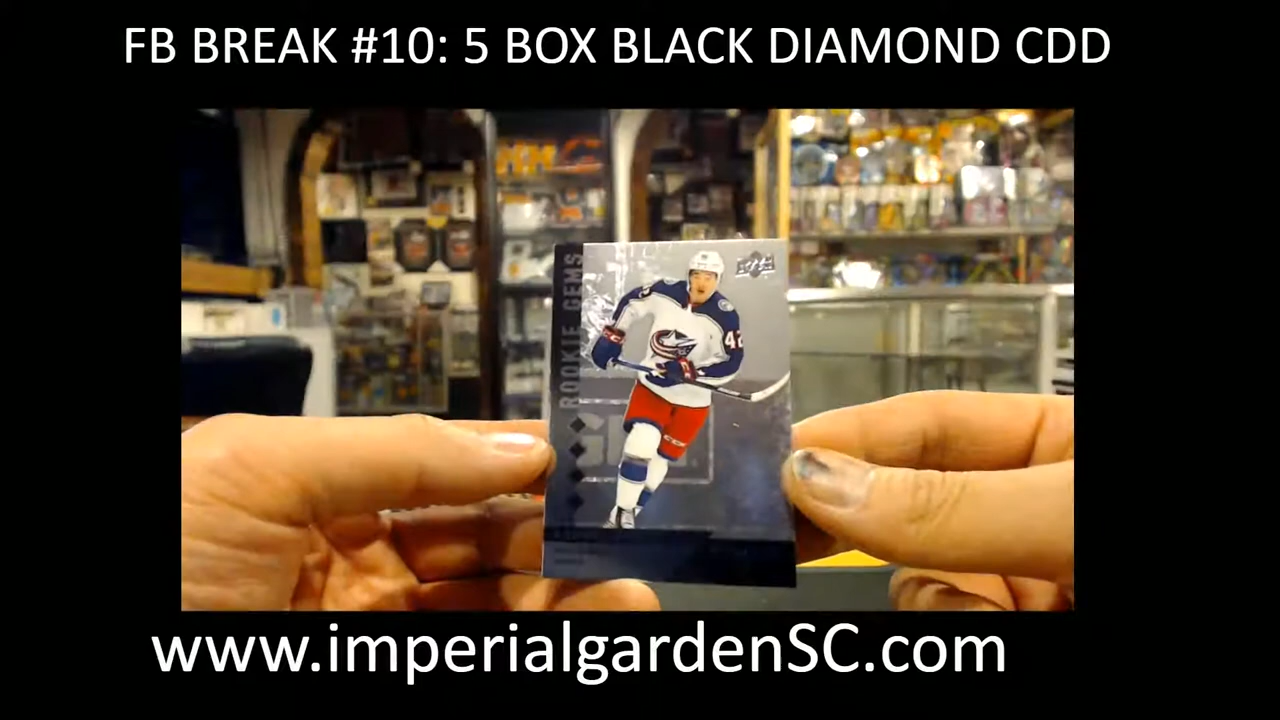 FB BREAK #10: 5 BOX BLACK DIAMOND CDD
ROOKIE GEMS
42
www.imperialgardenSC.com